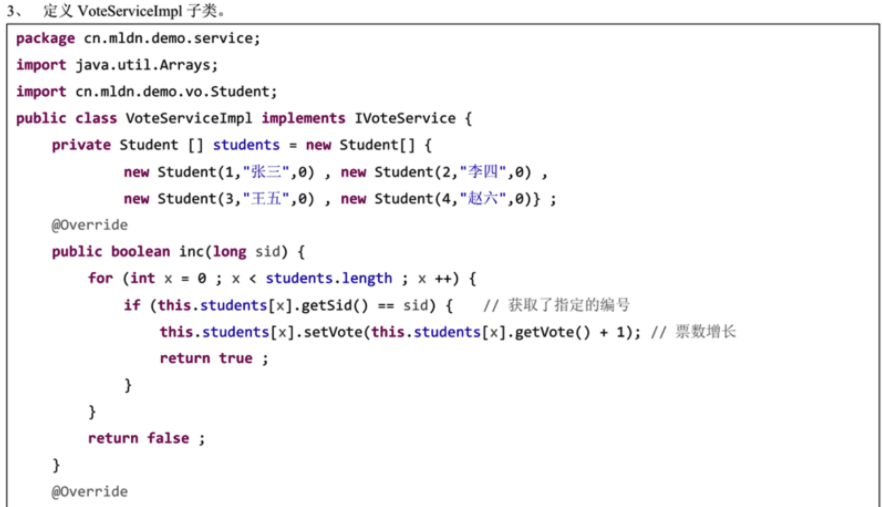 3、 定义 VoteServiceImpl 子类。
package cn.mldn.demo.service;
import java.util.Arrays;
import cn.mldn.demo.vo.Student;
public class VoteServiceImpl implements IVoteService {
    private Student [] students = new Student[] {
            new Student(1,"张三",0) , new Student(2,"李四",0) ,
            new Student(3,"王五",0) , new Student(4,"赵六",0)} ;
    @Override
    public boolean inc(long sid) {
        for (int x = 0 ; x < students.length ; x ++) {
            if (this.students[x].getSid() == sid) {    // 获取了指定的编号
                this.students[x].setVote(this.students[x].getVote() + 1); // 票数增长
                return true ;
            }
        }
        return false ;
    }
    @Override